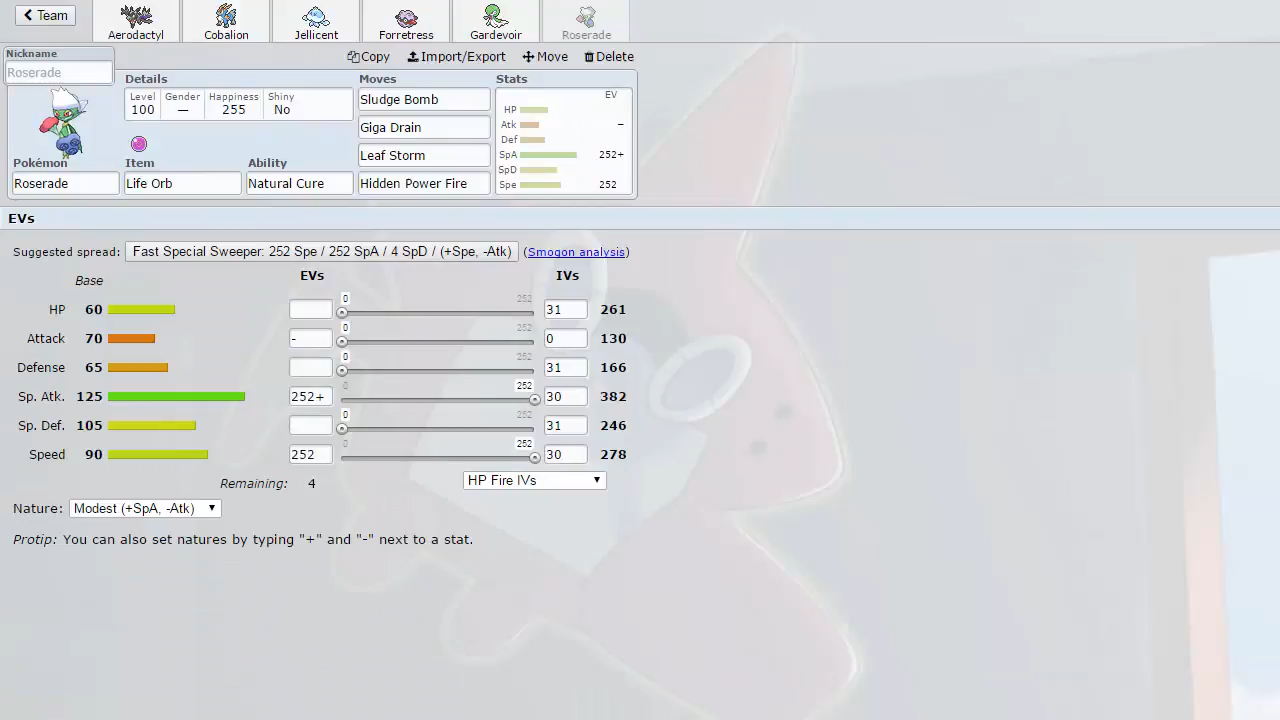 Team
Aerodactyl
Cobalion
Jellicent
Forretress
Gardevoir
Roserade
Copy
Import/Export
Move
Delete
Nickname
Roserade
Details
Level
100
Gender
—
Happiness
255
Shiny
No
Pokémon
Roserade
Item
Life Orb
Ability
Natural Cure
Moves
Sludge Bomb
Giga Drain
Leaf Storm
Hidden Power Fire
Stats
EV
HP
Atk –
Def
SpA 252+
SpD
Spe 252
EVs
Suggested spread: Fast Special Sweeper: 252 Spe / 252 SpA / 4 SpD / (+Spe, -Atk) (Smogon analysis)
Base EVs IVs
HP 60 0 252 31 261
Attack 70 - 0 252 0 130
Defense 65 0 252 31 166
Sp. Atk. 125 252+ 0 252 30 382
Sp. Def. 105 0 252 31 246
Speed 90 252 0 252 30 278
Remaining: 4 HP Fire IVs
Nature: Modest (+SpA, -Atk)
Protip: You can also set natures by typing "+" and "-" next to a stat.